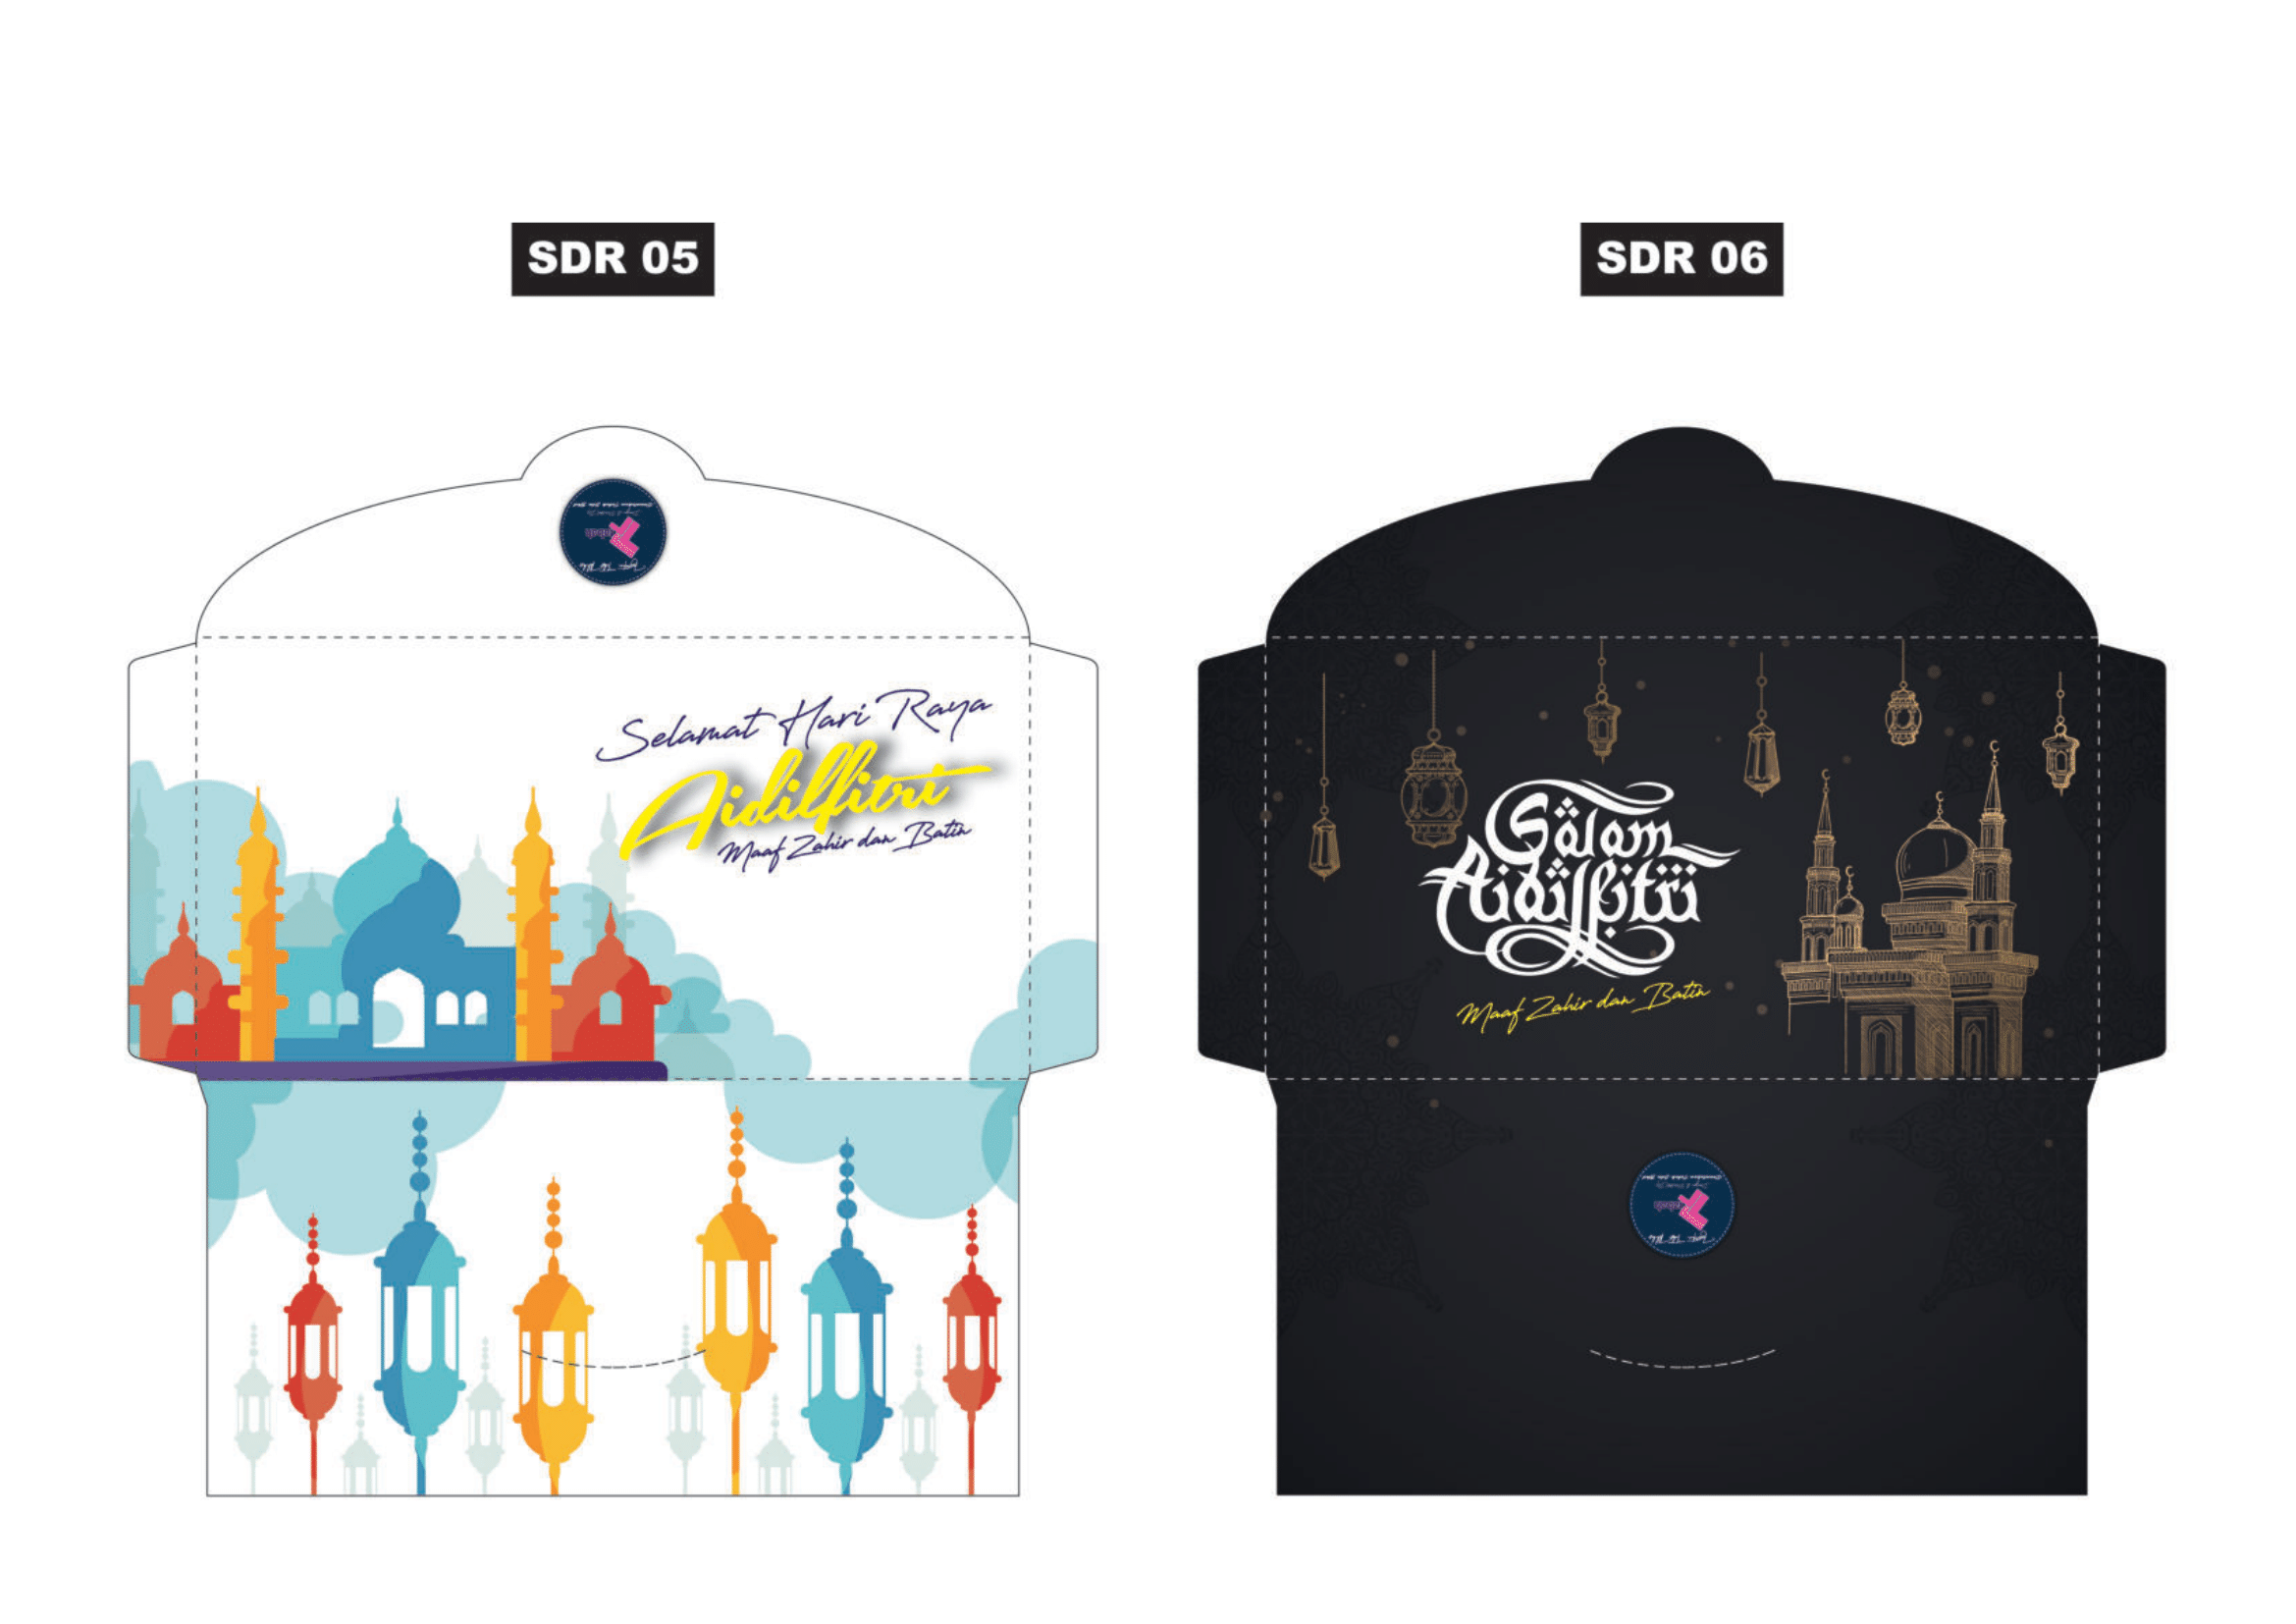 SDR 05
SDR 06
Selamat Hari Raya
Aidilfitri
Maaf Zahir dan Batin
Salam
Aidilfitri
Maaf Zahir dan Batin